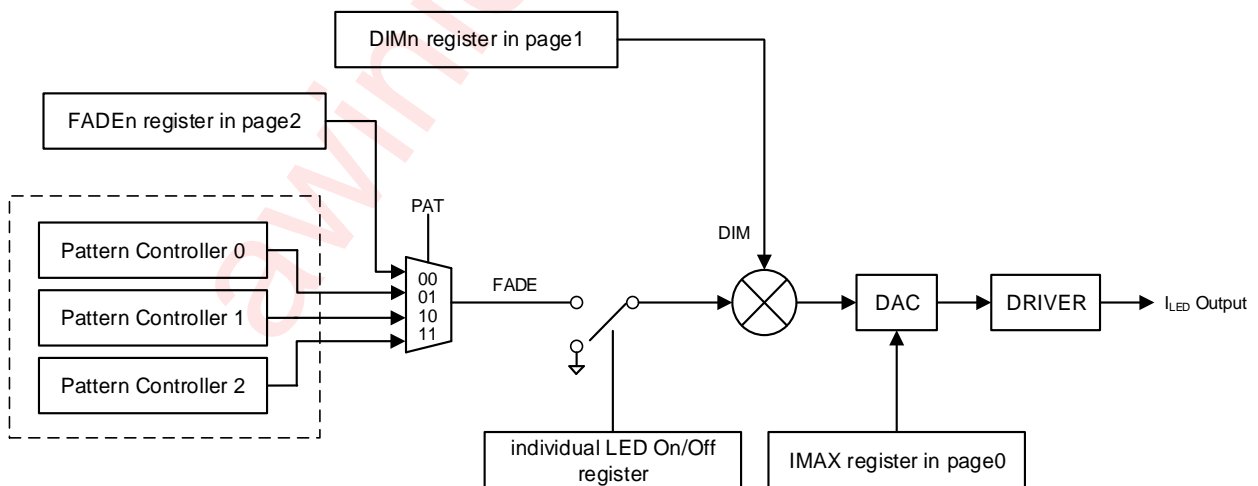 DIMn register in page1
FADEn register in page2
PAT
Pattern Controller 0
Pattern Controller 1
Pattern Controller 2
00
01
10
11
FADE
DIM
DAC
DRIVER
ILED Output
individual LED On/Off
register
IMAX register in page0